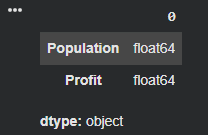 0
Population float64
Profit float64
dtype: object